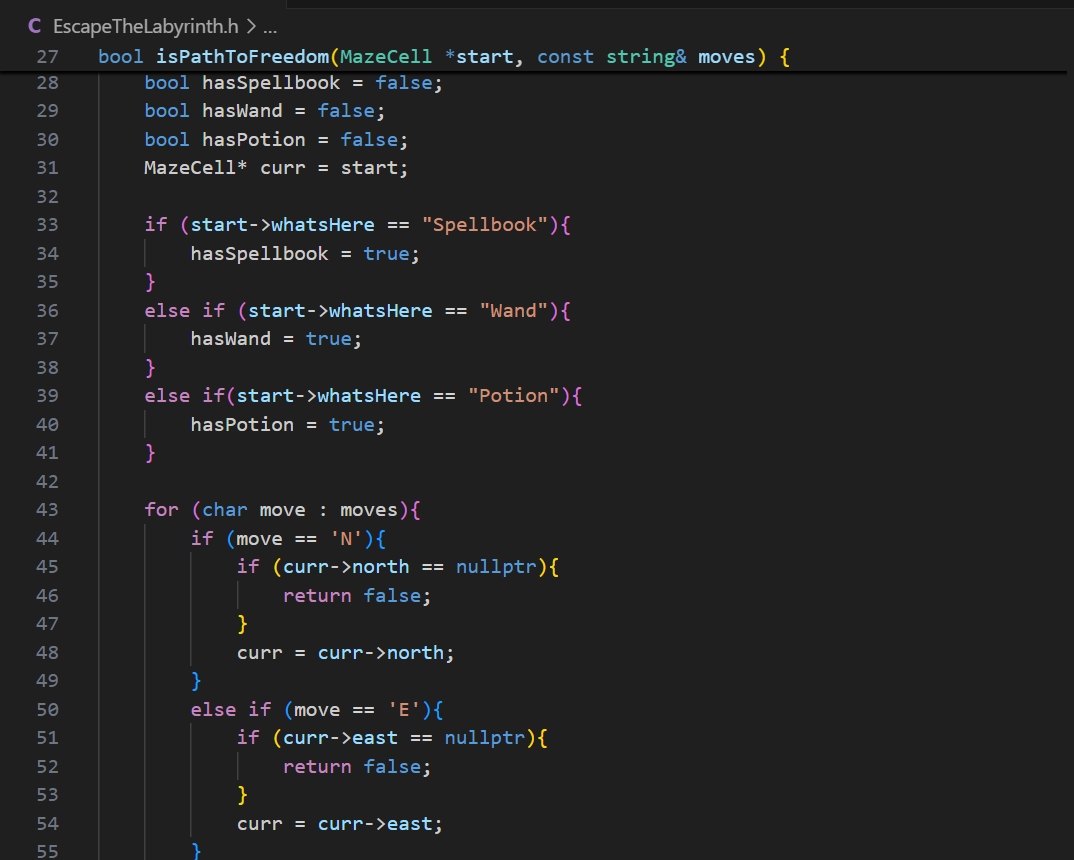 C EscapeTheLabyrinth.h > ...
27 bool isPathToFreedom(MazeCell *start, const string& moves) {
28 bool hasSpellbook = false;
29 bool hasWand = false;
30 bool hasPotion = false;
31 MazeCell* curr = start;
32
33 if (start->whatsHere == "Spellbook"){
34 hasSpellbook = true;
35 }
36 else if (start->whatsHere == "Wand"){
37 hasWand = true;
38 }
39 else if(start->whatsHere == "Potion"){
40 hasPotion = true;
41 }
42
43 for (char move : moves){
44 if (move == 'N'){
45 if (curr->north == nullptr){
46 return false;
47 }
48 curr = curr->north;
49 }
50 else if (move == 'E'){
51 if (curr->east == nullptr){
52 return false;
53 }
54 curr = curr->east;
55 }